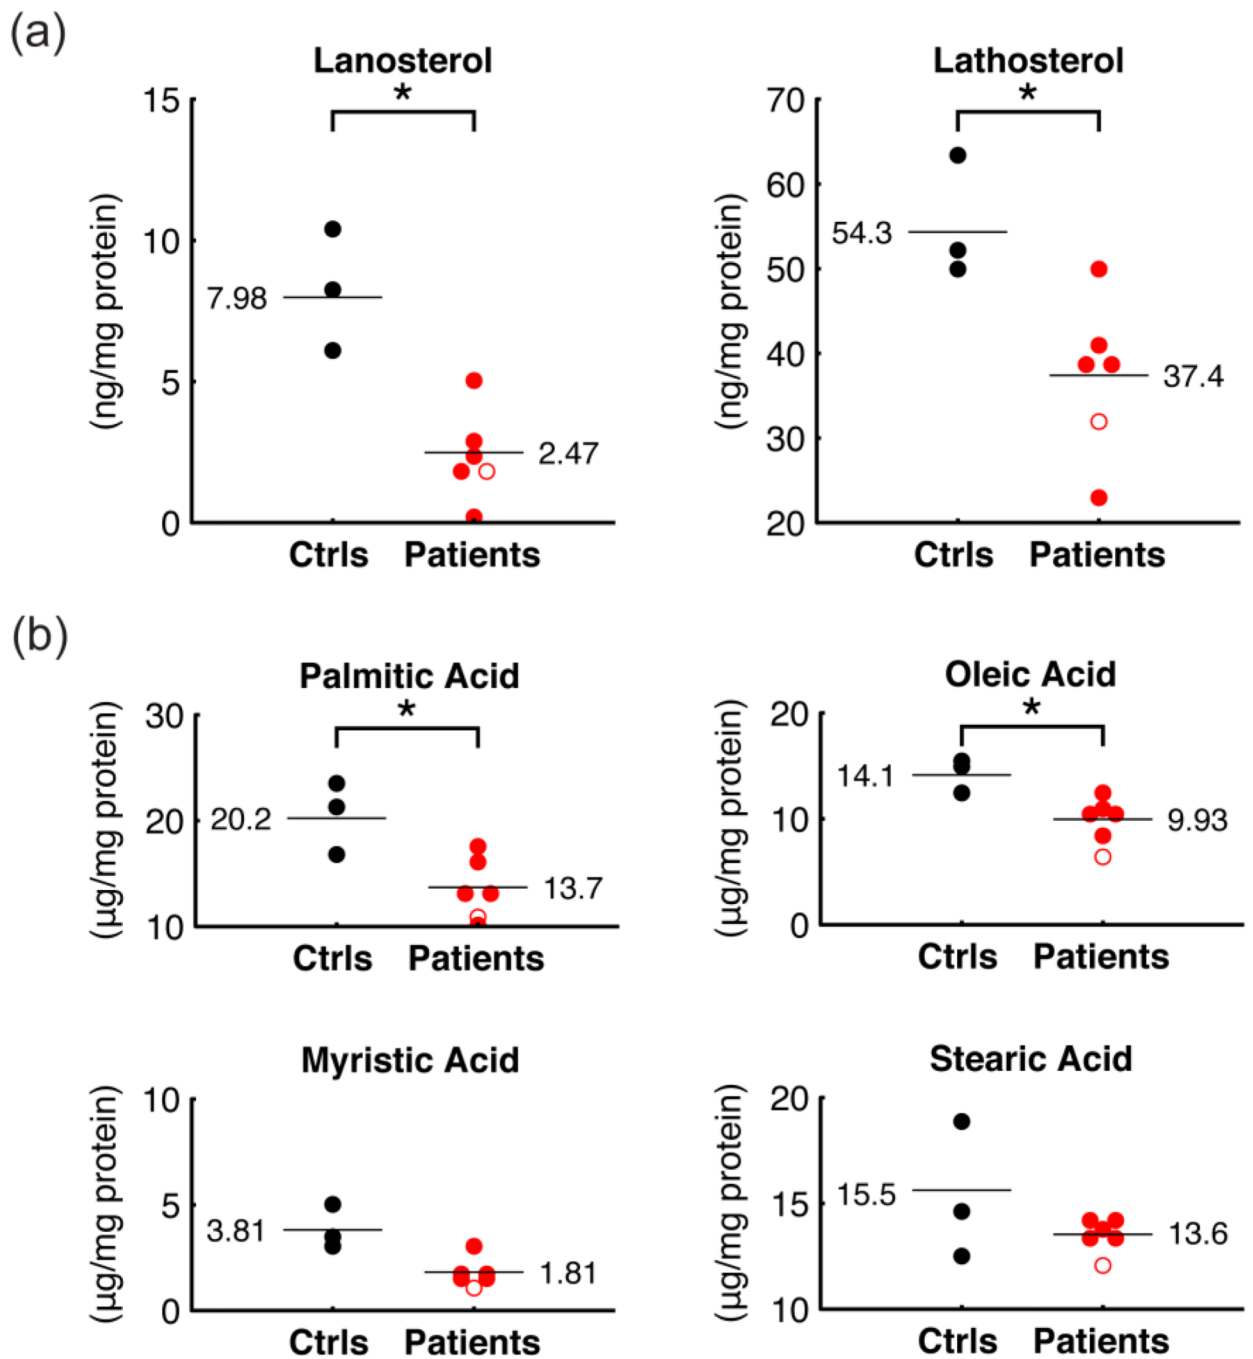 (a)
Lanosterol
*
15
10
5
0
(ng/mg protein)
7.98
2.47
Ctrls Patients
Lathosterol
*
70
60
50
40
30
20
(ng/mg protein)
54.3
37.4
Ctrls Patients
(b)
Palmitic Acid
*
30
20
10
(µg/mg protein)
20.2
13.7
Ctrls Patients
Oleic Acid
*
20
10
0
(µg/mg protein)
14.1
9.93
Ctrls Patients
Myristic Acid
10
5
0
(µg/mg protein)
3.81
1.81
Ctrls Patients
Stearic Acid
20
15
10
(µg/mg protein)
15.5
13.6
Ctrls Patients